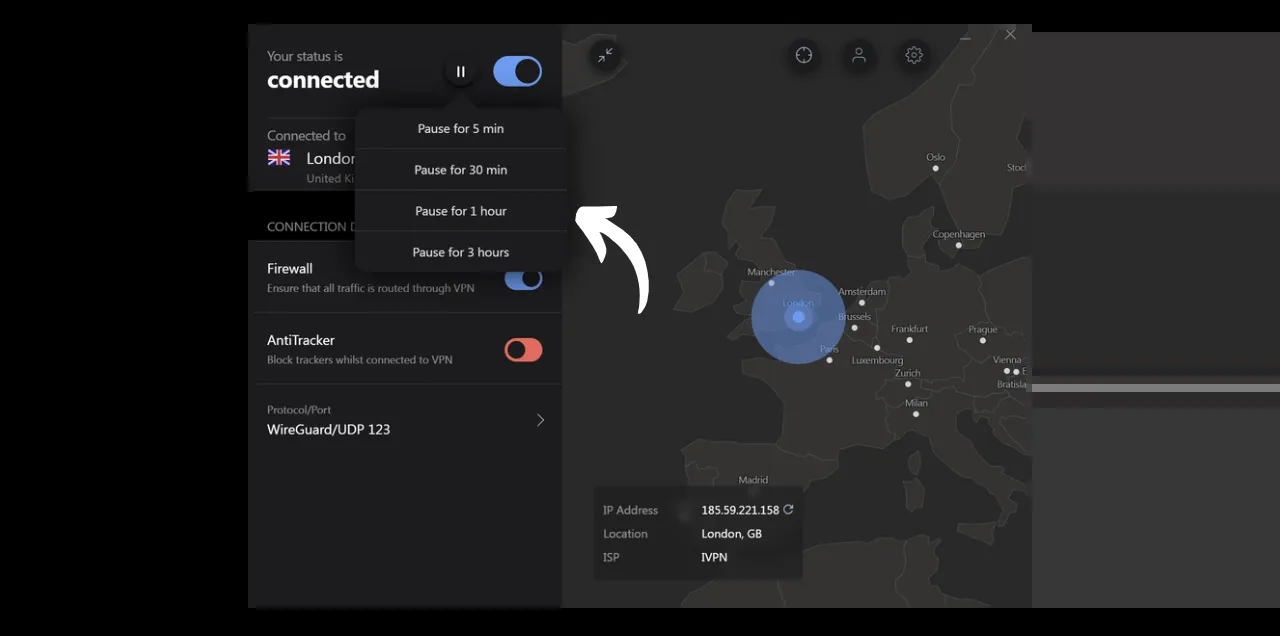 Your status is
connected
Pause for 5 min
Pause for 30 min
Pause for 1 hour
Pause for 3 hours
Connected to
London
United Ki
CONNECTION D
Firewall
Ensure that all traffic is routed through VPN
AntiTracker
Block trackers whilst connected to VPN
Protocol/Port
WireGuard/UDP 123
Oslo
Stoc
Copenhagen
Manchester
Amsterdam
London
Brussels
Frankfurt
Prague
Paris
Luxembourg
Vienna
B
Zurich
Bratisla
Milan
Madrid
IP Address 185.59.221.158
Location London, GB
ISP IVPN